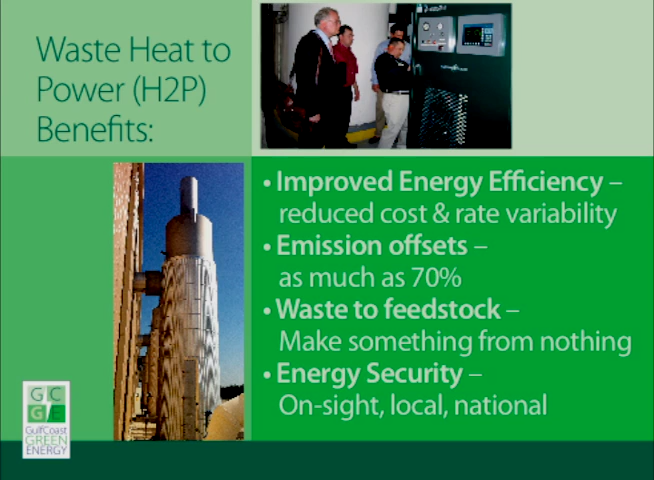 Waste Heat to
Power (H2P)
Benefits:
• Improved Energy Efficiency –
reduced cost & rate variability
• Emission offsets –
as much as 70%
• Waste to feedstock –
Make something from nothing
• Energy Security –
On-sight, local, national
G C
G E
GulfCoast
GREEN
ENERGY